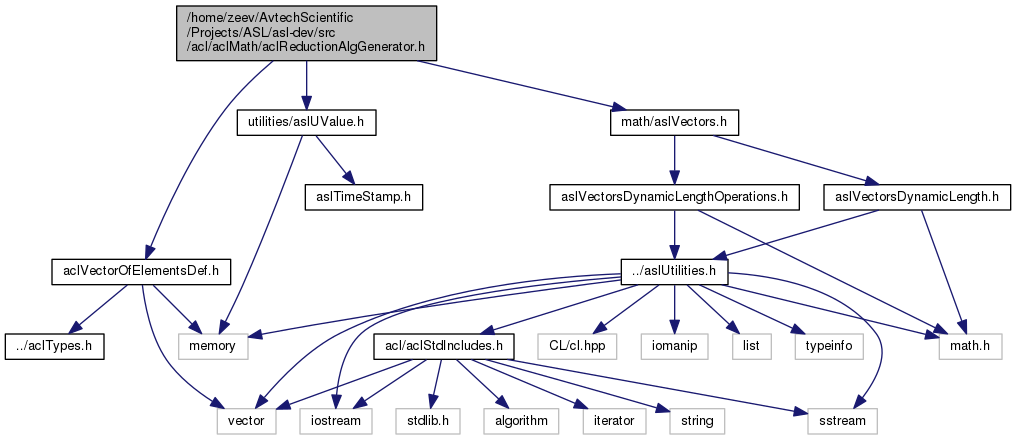 /home/zeev/AvtechScientific
/Projects/ASL/asl-dev/src
/acl/aclMath/aclReductionAlgGenerator.h
utilities/aslUValue.h
math/aslVectors.h
aslTimeStamp.h
aslVectorsDynamicLengthOperations.h
aslVectorsDynamicLength.h
aclVectorOfElementsDef.h
../aslUtilities.h
../aclTypes.h
memory
acl/aclStdIncludes.h
CL/cl.hpp
iomanip
list
typeinfo
math.h
vector
iostream
stdlib.h
algorithm
iterator
string
sstream